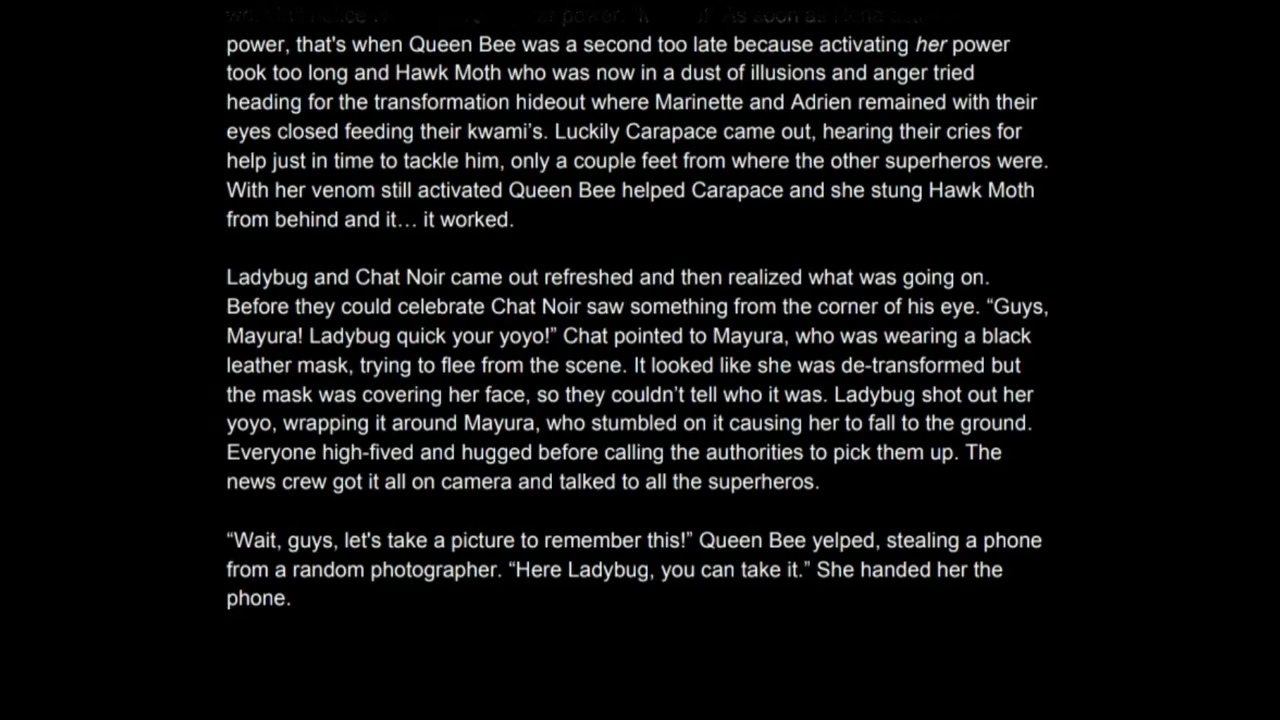 power, that's when Queen Bee was a second too late because activating her power
took too long and Hawk Moth who was now in a dust of illusions and anger tried
heading for the transformation hideout where Marinette and Adrien remained with their
eyes closed feeding their kwami's. Luckily Carapace came out, hearing their cries for
help just in time to tackle him, only a couple feet from where the other superheros were.
With her venom still activated Queen Bee helped Carapace and she stung Hawk Moth
from behind and it… it worked.
Ladybug and Chat Noir came out refreshed and then realized what was going on.
Before they could celebrate Chat Noir saw something from the corner of his eye. “Guys,
Mayura! Ladybug quick your yoyo!” Chat pointed to Mayura, who was wearing a black
leather mask, trying to flee from the scene. It looked like she was de-transformed but
the mask was covering her face, so they couldn’t tell who it was. Ladybug shot out her
yoyo, wrapping it around Mayura, who stumbled on it causing her to fall to the ground.
Everyone high-fived and hugged before calling the authorities to pick them up. The
news crew got it all on camera and talked to all the superheros.
“Wait, guys, let's take a picture to remember this!” Queen Bee yelped, stealing a phone
from a random photographer. “Here Ladybug, you can take it.” She handed her the
phone.